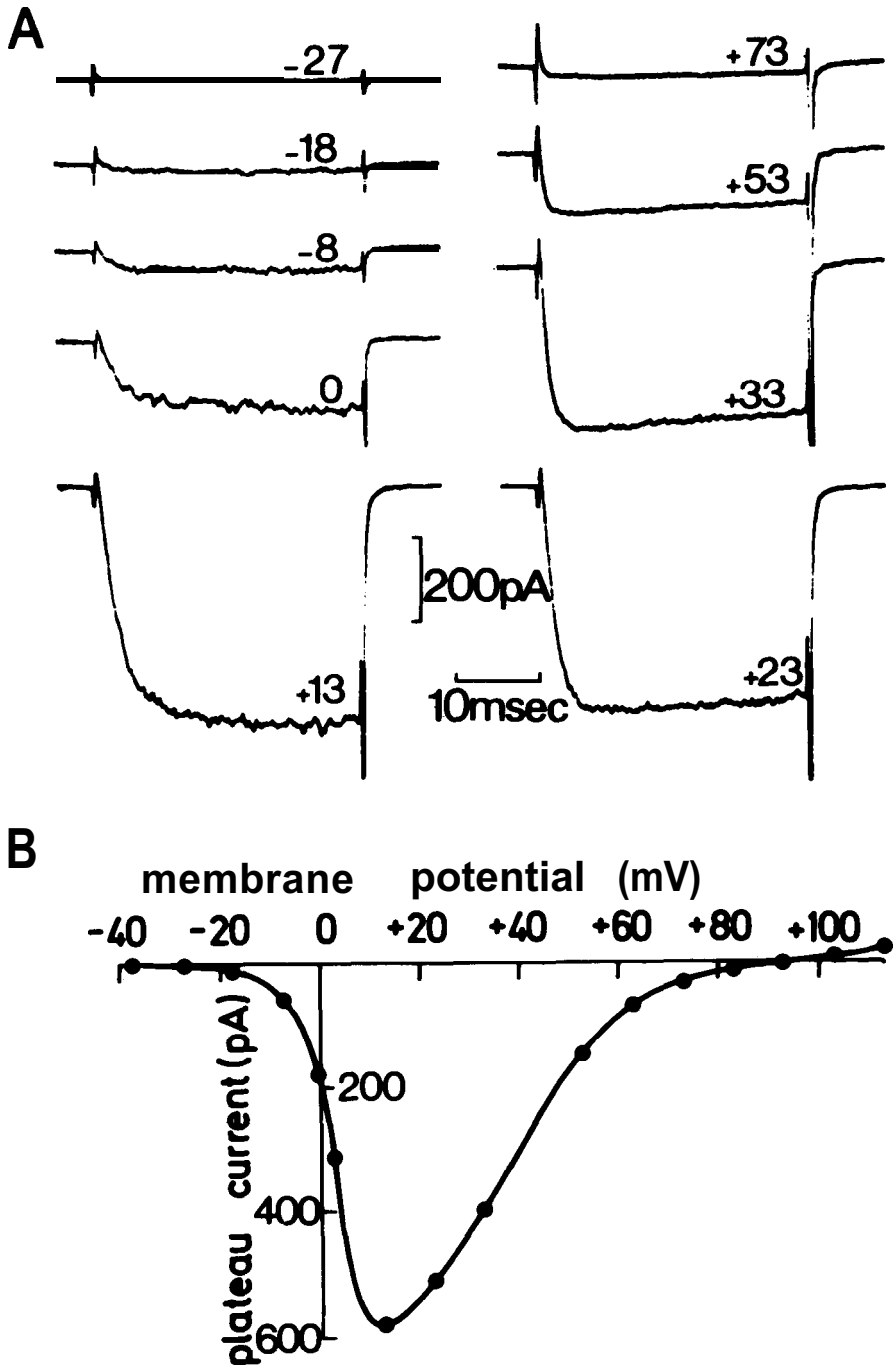 A
-27
+73
-18
+53
-8
0
+33
200pA
+13
10msec
+23
B
membrane potential (mV)
-40 -20 0 +20 +40 +60 +80 +100
plateau current (pA)
200
400
600